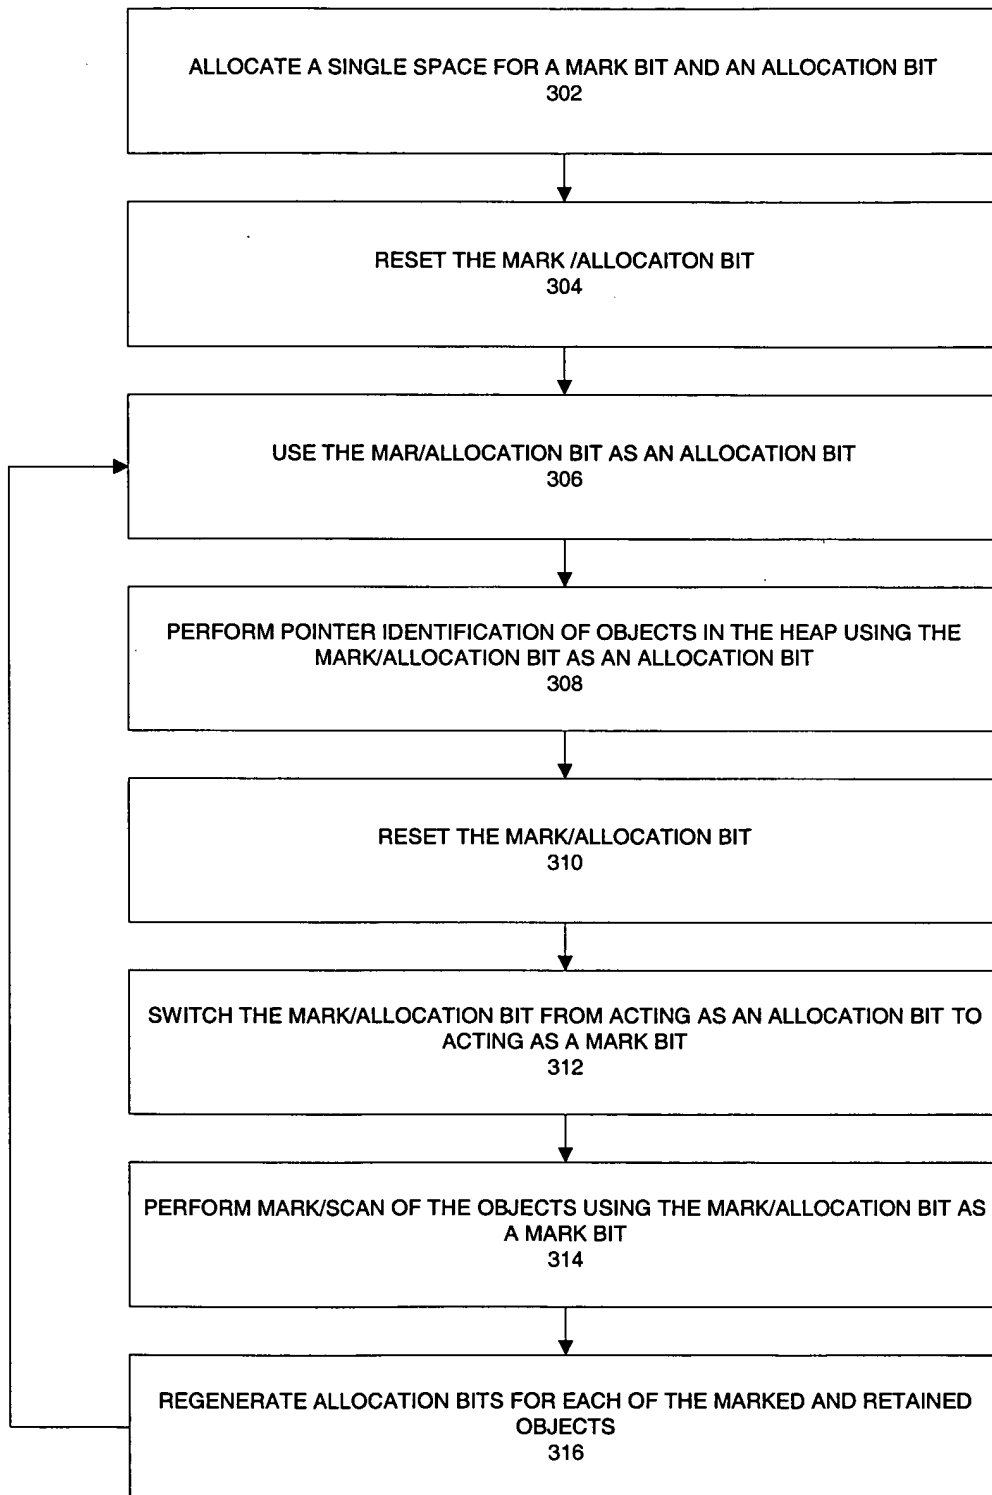 ALLOCATE A SINGLE SPACE FOR A MARK BIT AND AN ALLOCATION BIT
302
RESET THE MARK /ALLOCAITON BIT
304
USE THE MAR/ALLOCATION BIT AS AN ALLOCATION BIT
306
PERFORM POINTER IDENTIFICATION OF OBJECTS IN THE HEAP USING THE
MARK/ALLOCATION BIT AS AN ALLOCATION BIT
308
RESET THE MARK/ALLOCATION BIT
310
SWITCH THE MARK/ALLOCATION BIT FROM ACTING AS AN ALLOCATION BIT TO
ACTING AS A MARK BIT
312
PERFORM MARK/SCAN OF THE OBJECTS USING THE MARK/ALLOCATION BIT AS
A MARK BIT
314
REGENERATE ALLOCATION BITS FOR EACH OF THE MARKED AND RETAINED
OBJECTS
316